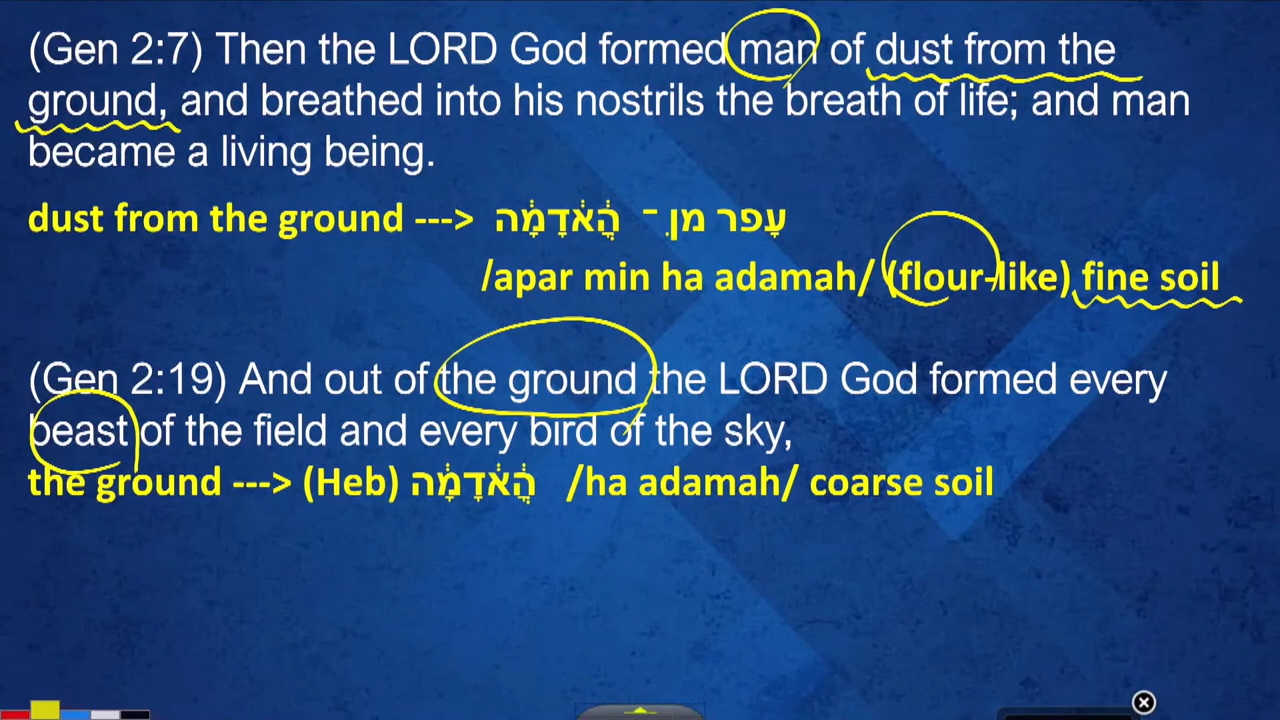 (Gen 2:7) Then the LORD God formed man of dust from the
ground, and breathed into his nostrils the breath of life; and man
became a living being.
dust from the ground ---> עָפר מִן־ הָֽאֲדָמָ֔ה
/apar min ha adamah/ (flour-like) fine soil
(Gen 2:19) And out of the ground the LORD God formed every
beast of the field and every bird of the sky,
the ground ---> (Heb) הָֽאֲדָמָ֔ה /ha adamah/ coarse soil